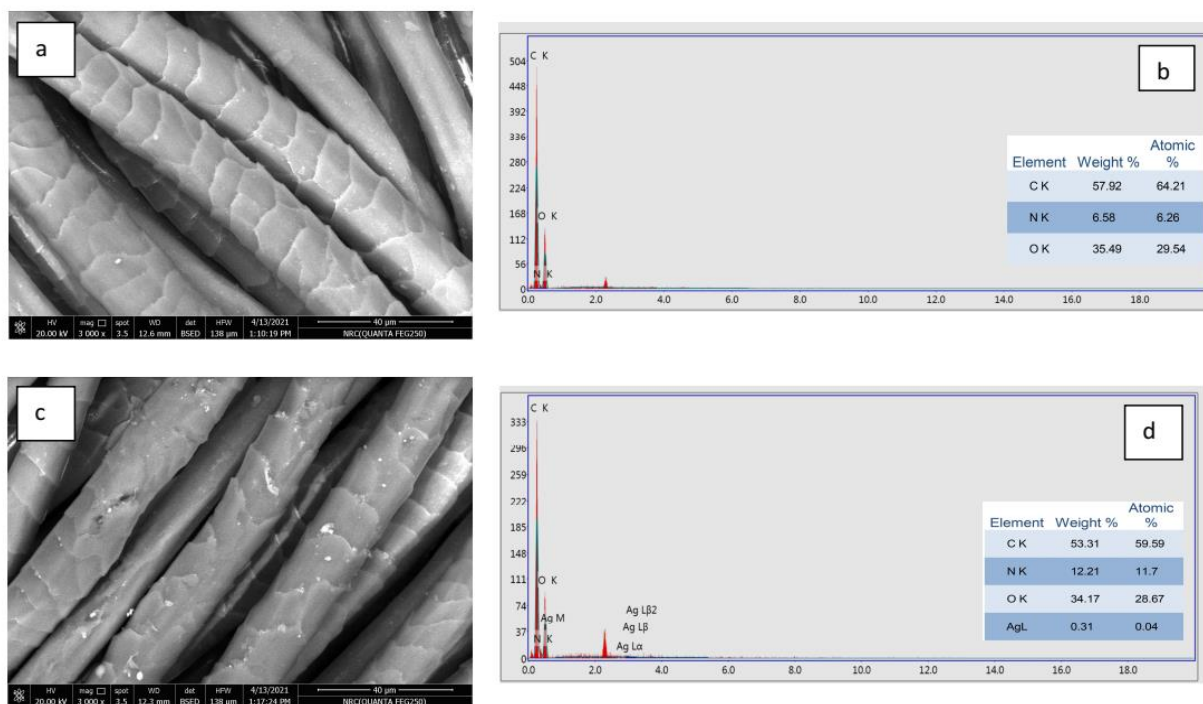 a
HV mag □ spot WD det HFW 4/13/2021 40 µm
20.00 kV 3 000 x 3.5 12.6 mm BSED 138 µm 1:10:19 PM NRC(QUANTA FEG250)
b
504
448
392
336
280
224
168
112
56
0
C K
O K
N K
0.0 2.0 4.0 6.0 8.0 10.0 12.0 14.0 16.0 18.0
Element Weight % Atomic %
C K 57.92 64.21
N K 6.58 6.26
O K 35.49 29.54
c
HV mag □ spot WD det HFW 4/13/2021 40 µm
20.00 kV 3 000 x 3.5 12.3 mm BSED 138 µm 1:17:24 PM NRC(QUANTA FEG250)
d
333
296
259
222
185
148
111
74
37
0
C K
O K
Ag M
N K
Ag Lβ2
Ag Lβ
Ag Lα
0.0 2.0 4.0 6.0 8.0 10.0 12.0 14.0 16.0 18.0
Element Weight % Atomic %
C K 53.31 59.59
N K 12.21 11.7
O K 34.17 28.67
AgL 0.31 0.04